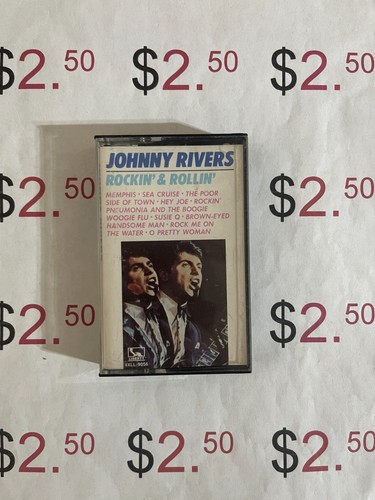 $2.50 $2.50 $2.50
$2.50 $2.50
JOHNNY RIVERS
ROCKIN' & ROLLIN'
MEMPHIS • SEA CRUISE • THE POOR
SIDE OF TOWN • HEY JOE • ROCKIN'
PNEUMONIA AND THE BOOGIE
WOOGIE FLU • SUSIE Q • BROWN-EYED
HANDSOME MAN • ROCK ME ON
THE WATER • O PRETTY WOMAN
LIBERTY
$2.50 $2.50
$2.50 $2.50 $2.50